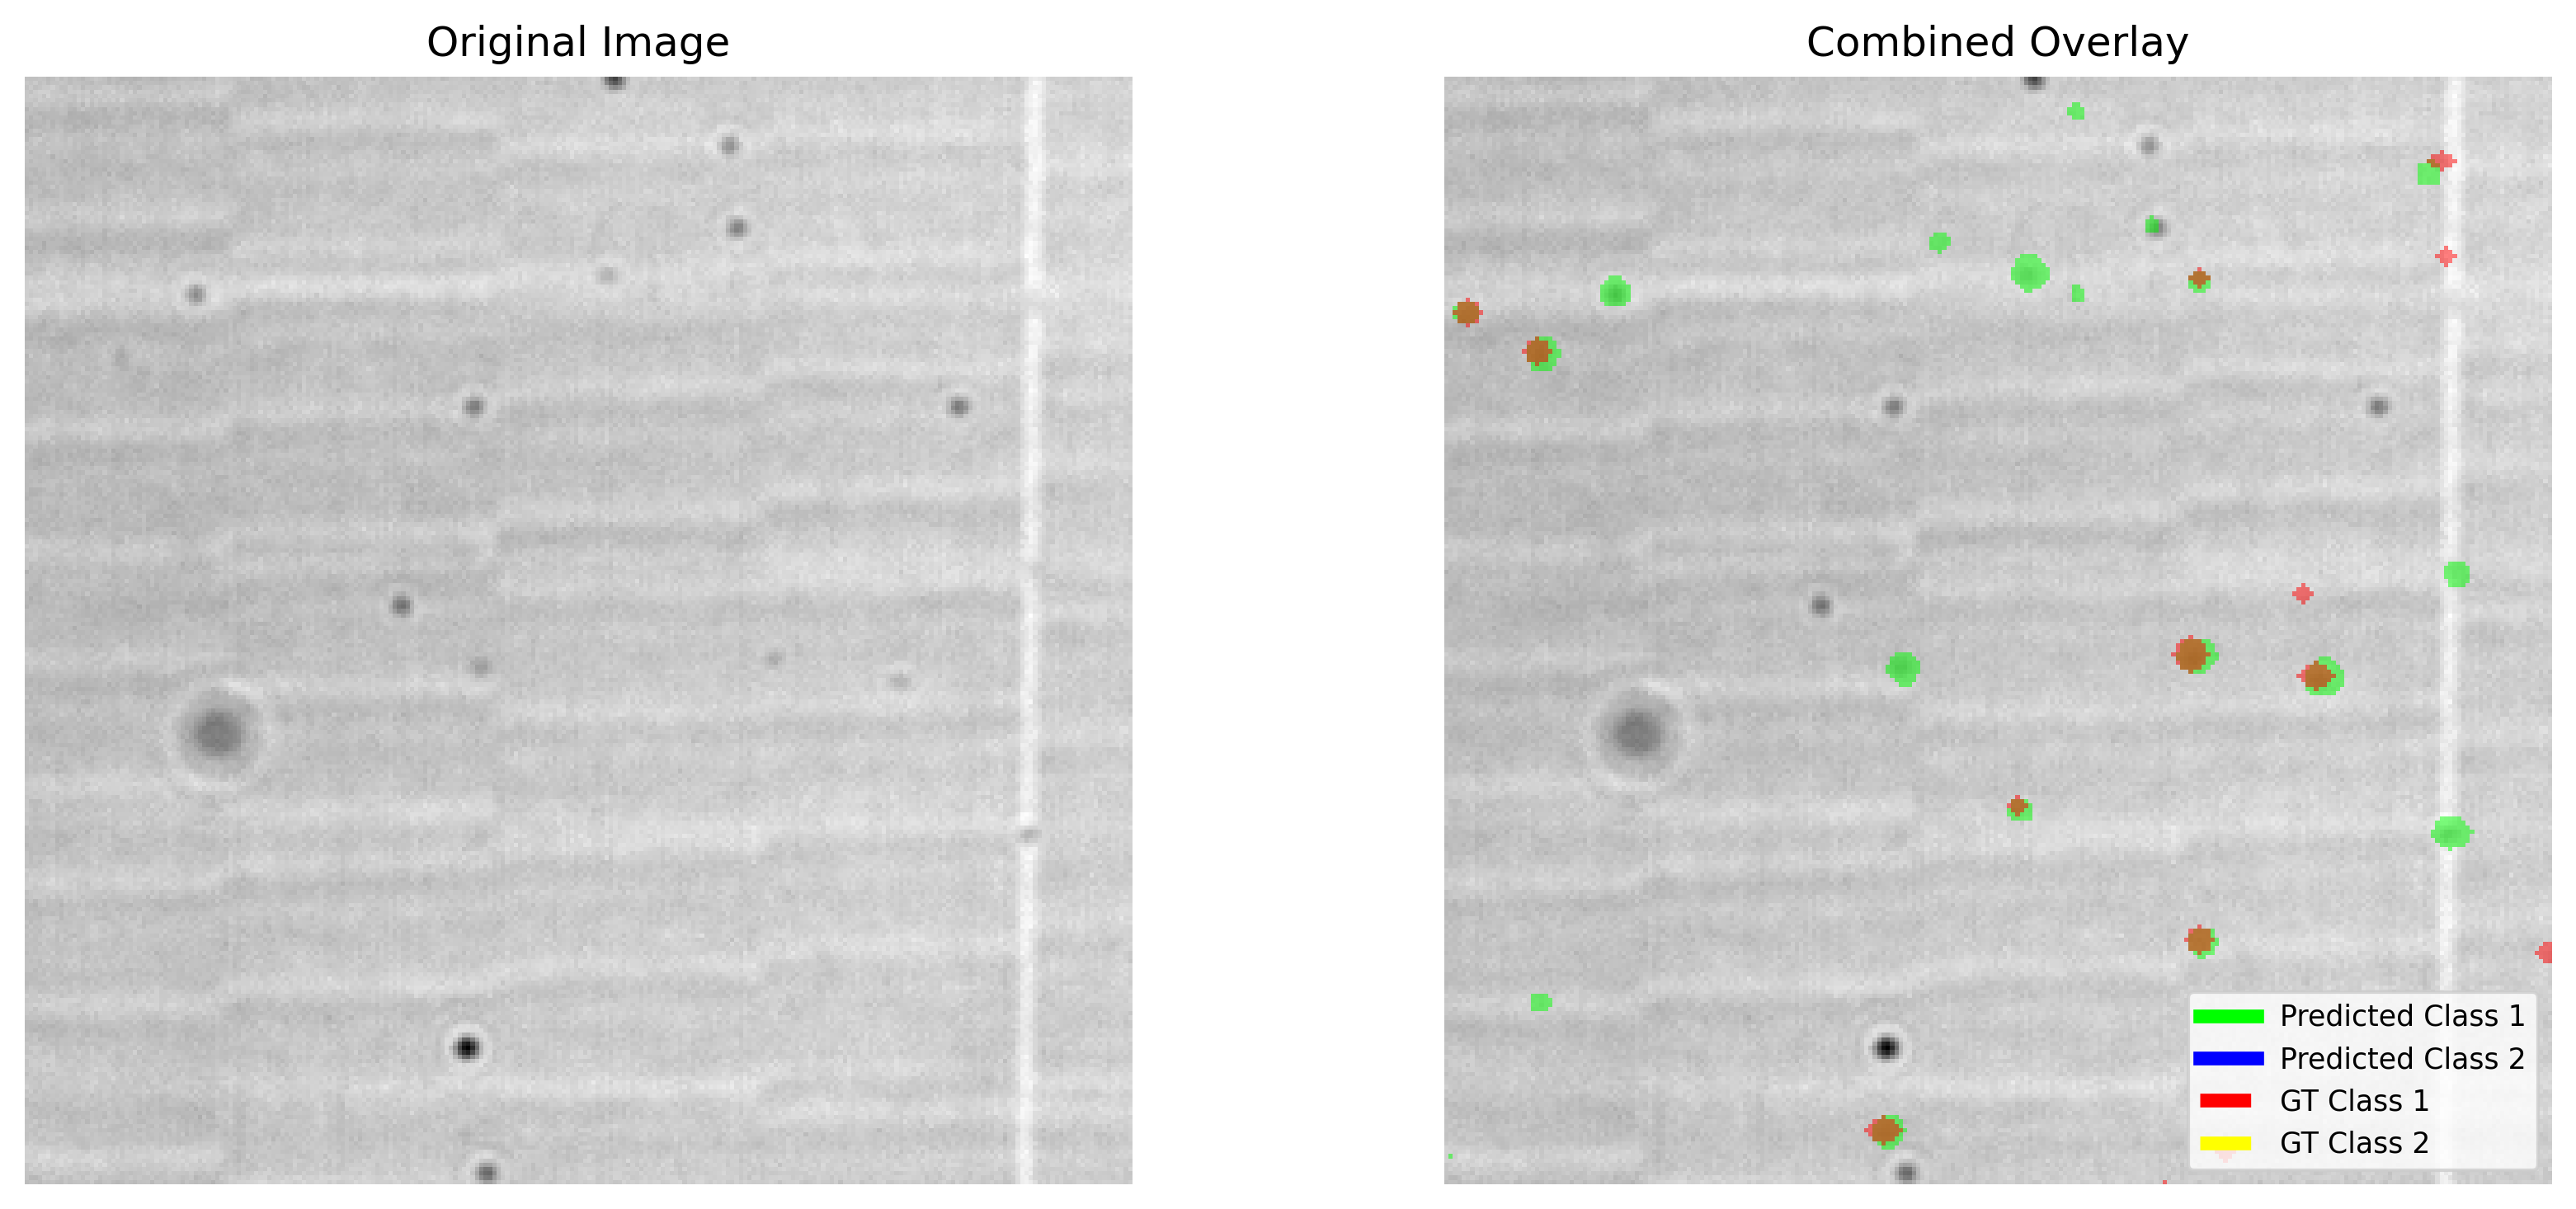 Original Image
Combined Overlay
Predicted Class 1
Predicted Class 2
GT Class 1
GT Class 2